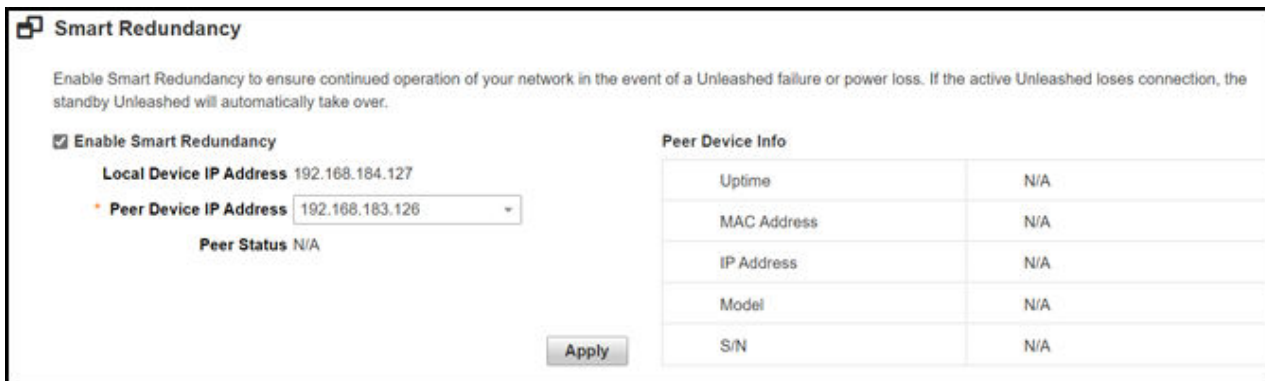 Smart Redundancy
Enable Smart Redundancy to ensure continued operation of your network in the event of a Unleashed failure or power loss. If the active Unleashed loses connection, the
standby Unleashed will automatically take over.
Enable Smart Redundancy
Local Device IP Address 192.168.184.127
* Peer Device IP Address 192.168.183.126
Peer Status N/A
Apply
Peer Device Info
Uptime N/A
MAC Address N/A
IP Address N/A
Model N/A
S/N N/A